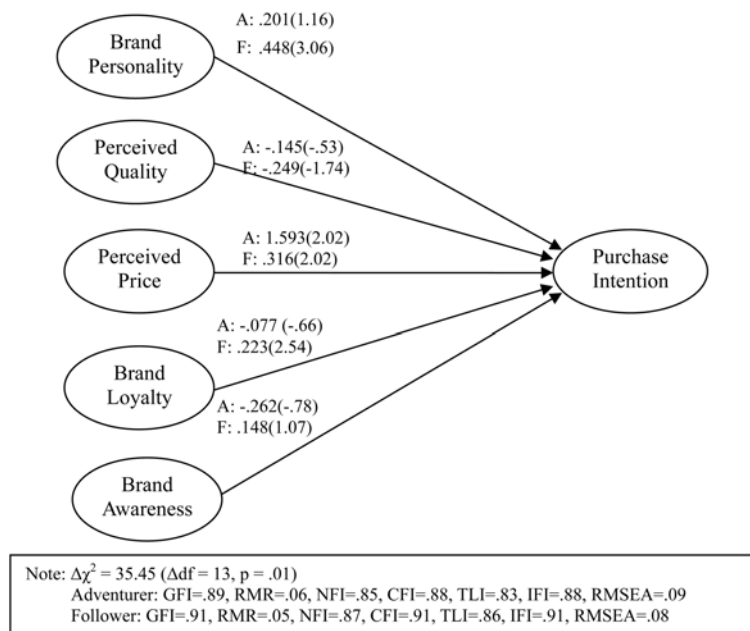 A: .201(1.16)
F: .448(3.06)
Brand
Personality
A: -.145(-.53)
F: -.249(-1.74)
Perceived
Quality
A: 1.593(2.02)
F: .316(2.02)
Perceived
Price
Purchase
Intention
A: -.077 (-.66)
F: .223(2.54)
Brand
Loyalty
A: -.262(-.78)
F: .148(1.07)
Brand
Awareness
Note: Δχ² = 35.45 (Δdf = 13, p = .01)
Adventurer: GFI=.89, RMR=.06, NFI=.85, CFI=.88, TLI=.83, IFI=.88, RMSEA=.09
Follower: GFI=.91, RMR=.05, NFI=.87, CFI=.91, TLI=.86, IFI=.91, RMSEA=.08